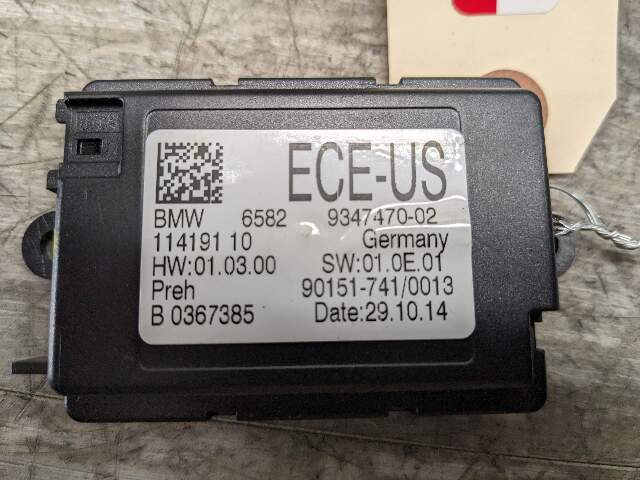 ECE-US
BMW 6582 9347470-02
114191 10 Germany
HW:01.03.00 SW:01.0E.01
Preh 90151-741/0013
B 0367385 Date:29.10.14